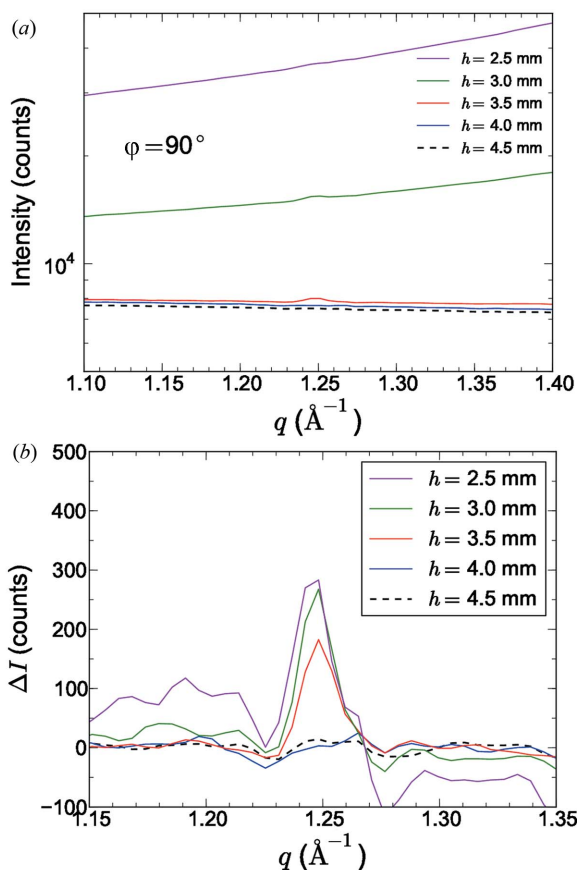 (a)
Intensity (counts)
10⁴
φ = 90°
h = 2.5 mm
h = 3.0 mm
h = 3.5 mm
h = 4.0 mm
h = 4.5 mm
1.10 1.15 1.20 1.25 1.30 1.35 1.40
q (Å⁻¹)
(b)
ΔI (counts)
500
400
300
200
100
0
−100
h = 2.5 mm
h = 3.0 mm
h = 3.5 mm
h = 4.0 mm
h = 4.5 mm
1.15 1.20 1.25 1.30 1.35
q (Å⁻¹)